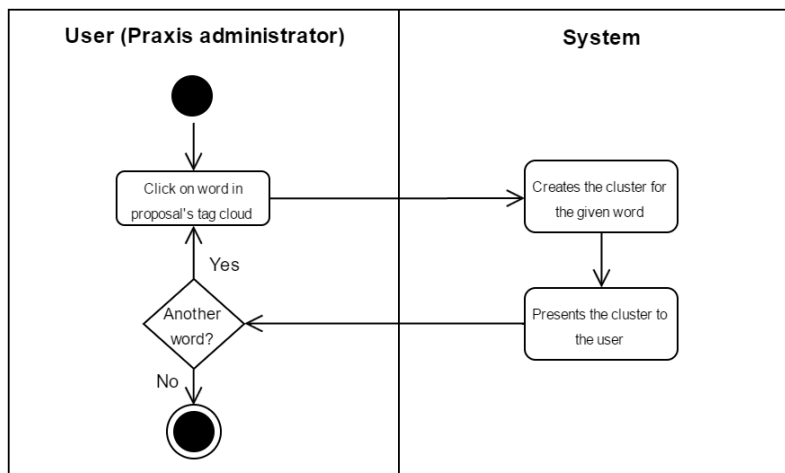 User (Praxis administrator)
System
Click on word in
proposal's tag cloud
Creates the cluster for
the given word
Yes
Another
word?
Presents the cluster to
the user
No